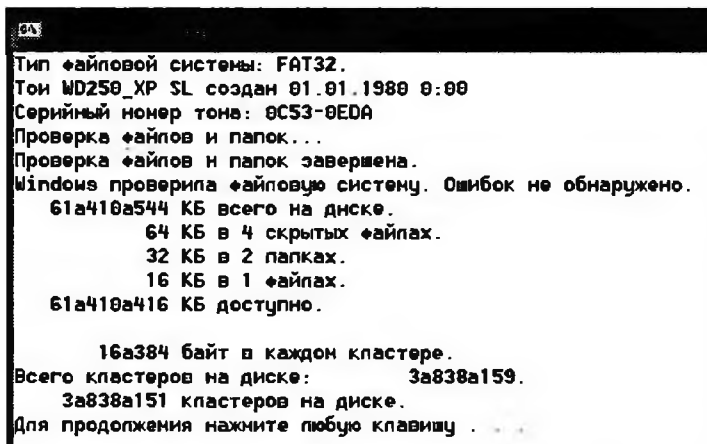 Тип файловой системы: FAT32.
Том WD250_XP SL создан 01.01.1980 0:00
Серийный номер тома: 0C53-0EDA
Проверка файлов и папок...
Проверка файлов и папок завершена.
Windows проверила файловую систему. Ошибок не обнаружено.
61а410а544 КБ всего на диске.
64 КБ в 4 скрытых файлах.
32 КБ в 2 папках.
16 КБ в 1 файлах.
61а410а416 КБ доступно.
16а384 байт в каждом кластере.
Всего кластеров на диске: 3а838а159.
3а838а151 кластеров на диске.
Для продолжения нажмите любую клавишу . . .